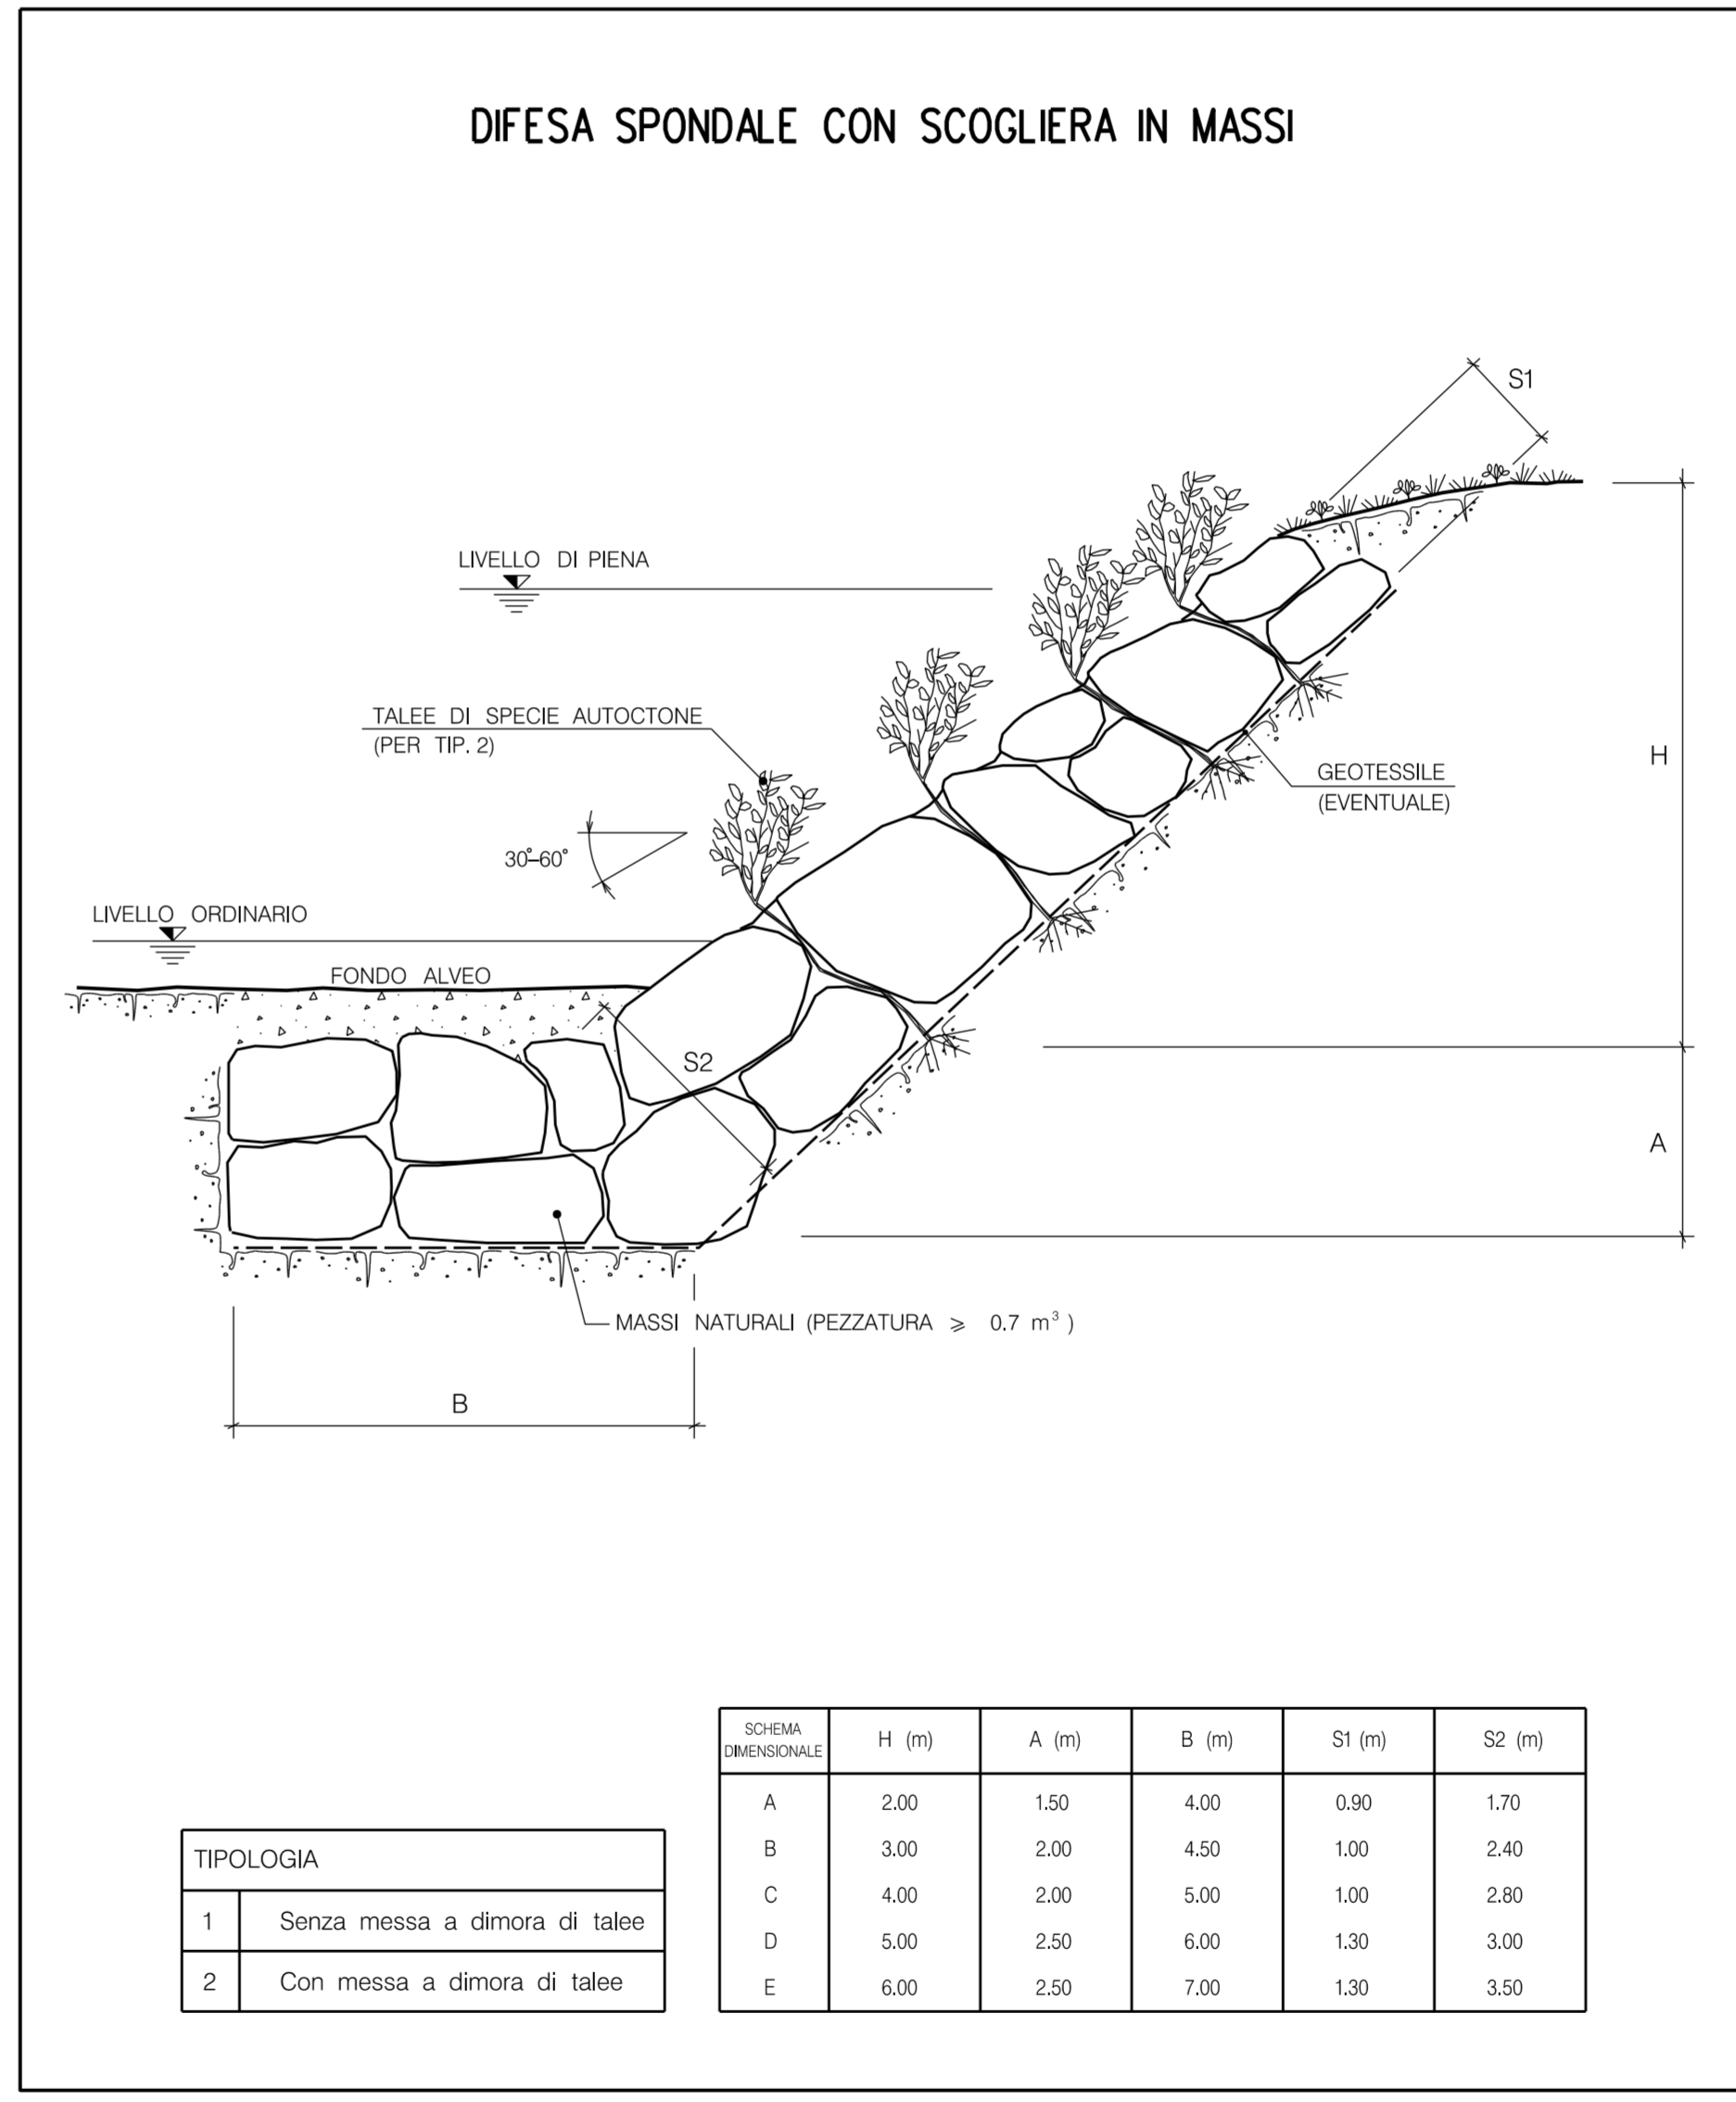 DIFESA SPONDALE CON SCOGLIERA IN MASSI
S1
LIVELLO DI PIENA
TALEE DI SPECIE AUTOCTONE
(PER TIP. 2)
H
GEOTESSILE
(EVENTUALE)
30°-60°
LIVELLO ORDINARIO
FONDO ALVEO
S2
A
MASSI NATURALI (PEZZATURA ≥ 0.7 m³)
B
SCHEMA DIMENSIONALE H (m) A (m) B (m) S1 (m) S2 (m)
A 2.00 1.50 4.00 0.90 1.70
B 3.00 2.00 4.50 1.00 2.40
C 4.00 2.00 5.00 1.00 2.80
D 5.00 2.50 6.00 1.30 3.00
E 6.00 2.50 7.00 1.30 3.50
TIPOLOGIA
1 Senza messa a dimora di talee
2 Con messa a dimora di talee